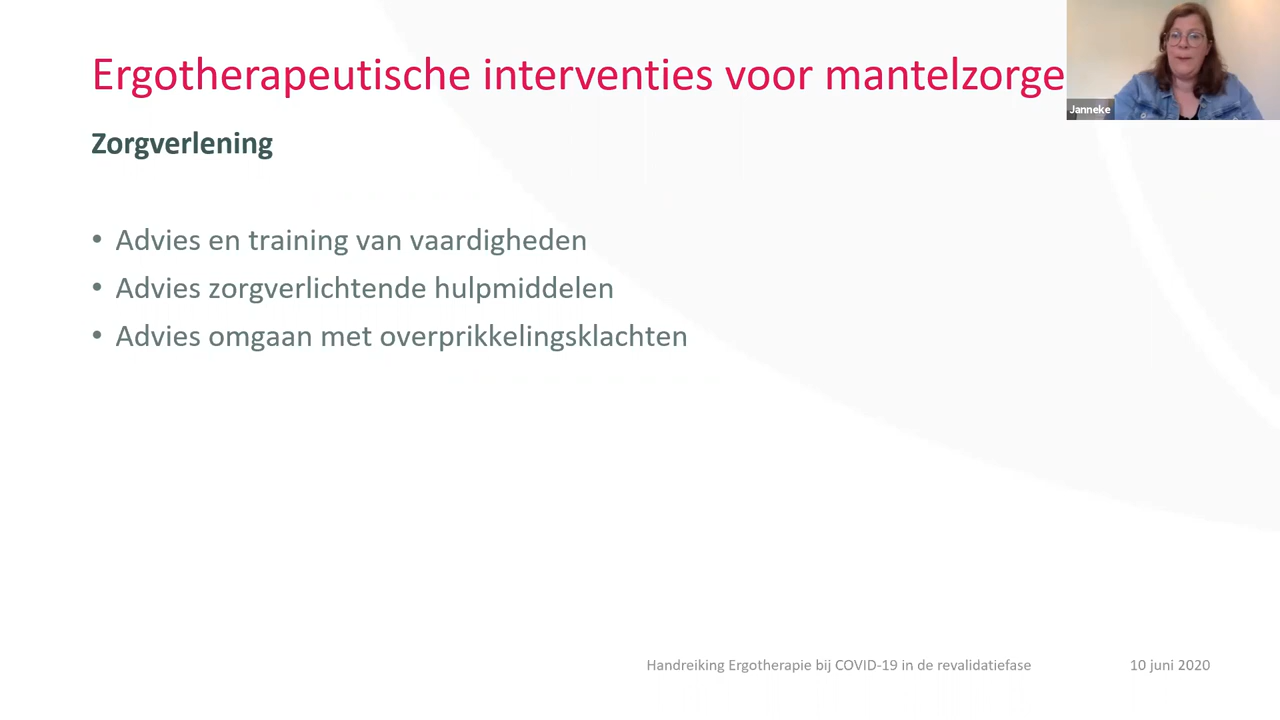 Ergotherapeutische interventies voor mantelzorge
Janneke
Zorgverlening
• Advies en training van vaardigheden
• Advies zorgverlichtende hulpmiddelen
• Advies omgaan met overprikkelingsklachten
Handreiking Ergotherapie bij COVID-19 in de revalidatiefase
10 juni 2020